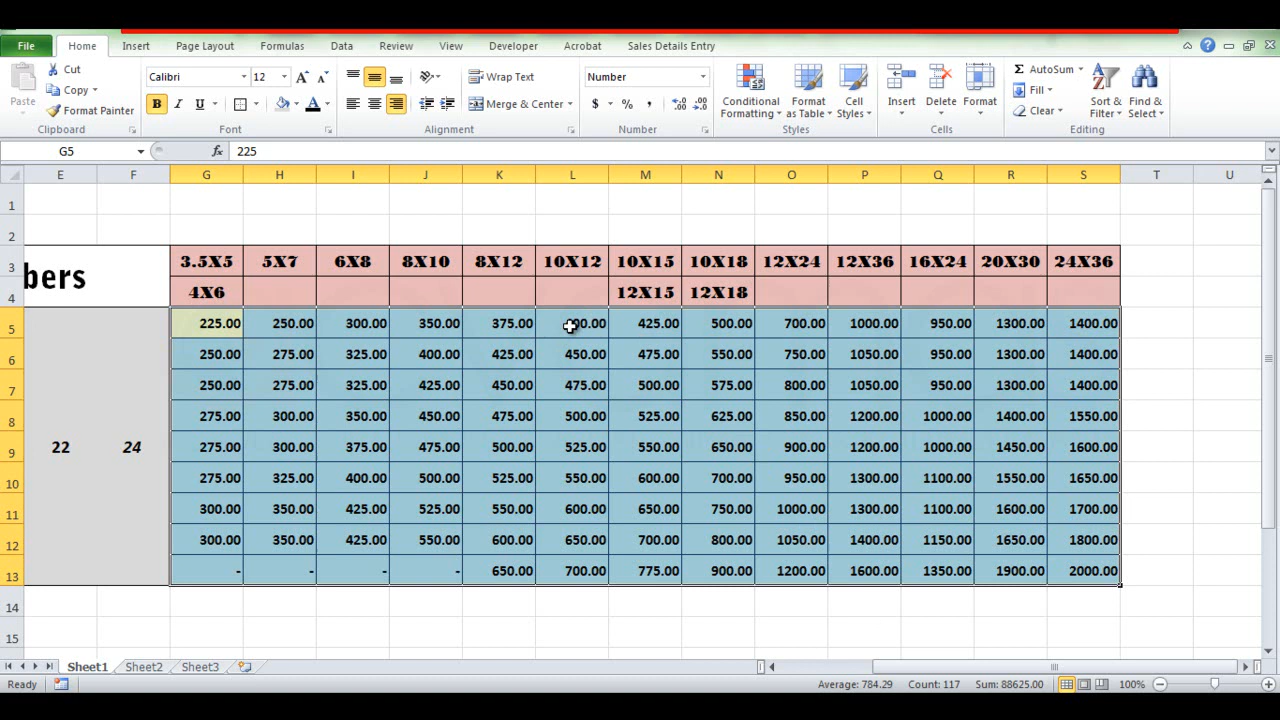 File Home Insert Page Layout Formulas Data Review View Developer Acrobat Sales Details Entry
Cut
Copy
Format Painter
Paste
Clipboard
Calibri 12
B I U
Font
Wrap Text
Merge & Center
Alignment
Number
$ % ,
Number
Conditional Formatting
Format as Table
Cell Styles
Styles
Insert Delete Format
Cells
AutoSum
Fill
Clear
Sort & Filter
Find & Select
Editing
G5 fx 225
E F G H I J K L M N O P Q R S T U
1
2
3 bers 3.5X5 5X7 6X8 8X10 8X12 10X12 10X15 10X18 12X24 12X36 16X24 20X30 24X36
4 4X6 12X15 12X18
5 225.00 250.00 300.00 350.00 375.00 00.00 425.00 500.00 700.00 1000.00 950.00 1300.00 1400.00
6 250.00 275.00 325.00 400.00 425.00 450.00 475.00 550.00 750.00 1050.00 950.00 1300.00 1400.00
7 250.00 275.00 325.00 425.00 450.00 475.00 500.00 575.00 800.00 1050.00 950.00 1300.00 1400.00
8 275.00 300.00 350.00 450.00 475.00 500.00 525.00 625.00 850.00 1200.00 1000.00 1400.00 1550.00
9 22 24 275.00 300.00 375.00 475.00 500.00 525.00 550.00 650.00 900.00 1200.00 1000.00 1450.00 1600.00
10 275.00 325.00 400.00 500.00 525.00 550.00 600.00 700.00 950.00 1300.00 1100.00 1550.00 1650.00
11 300.00 350.00 425.00 525.00 550.00 600.00 650.00 750.00 1000.00 1300.00 1100.00 1600.00 1700.00
12 300.00 350.00 425.00 550.00 600.00 650.00 700.00 800.00 1050.00 1400.00 1150.00 1650.00 1800.00
13 - - - - 650.00 700.00 775.00 900.00 1200.00 1600.00 1350.00 1900.00 2000.00
14
15
Sheet1 Sheet2 Sheet3
Ready Average: 784.29 Count: 117 Sum: 88625.00 100%